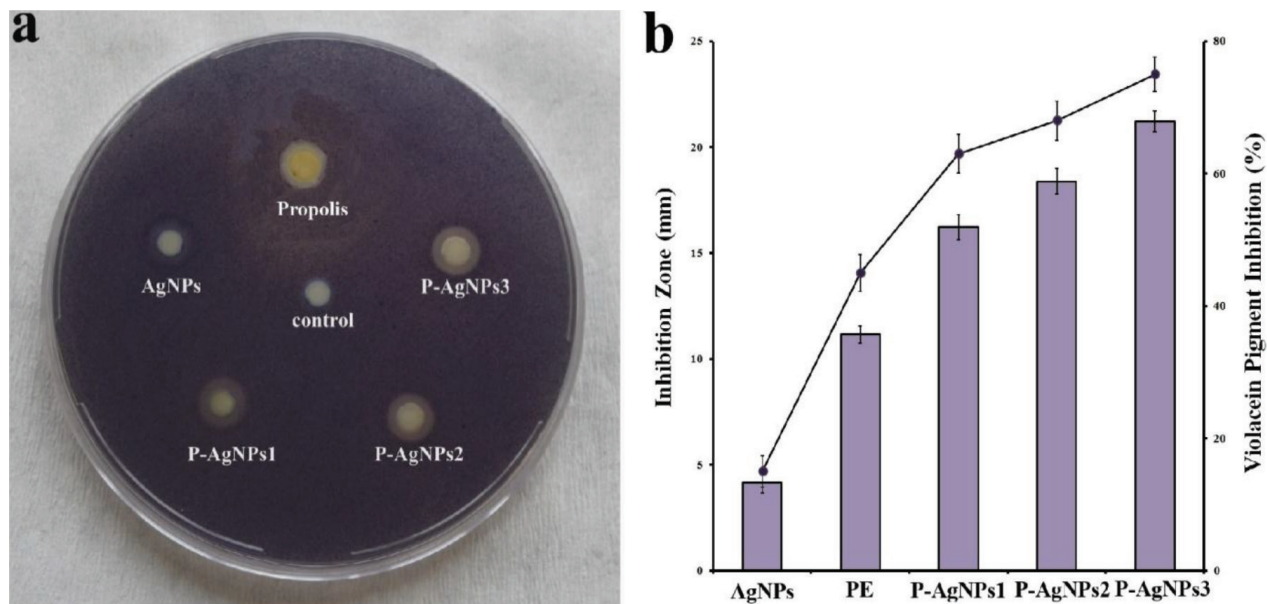 a
Propolis
AgNPs
P-AgNPs3
control
P-AgNPs1
P-AgNPs2
b
Inhibition Zone (mm)
25
20
15
10
5
0
Violacein Pigment Inhibition (%)
80
60
40
20
0
AgNPs PE P-AgNPs1 P-AgNPs2 P-AgNPs3